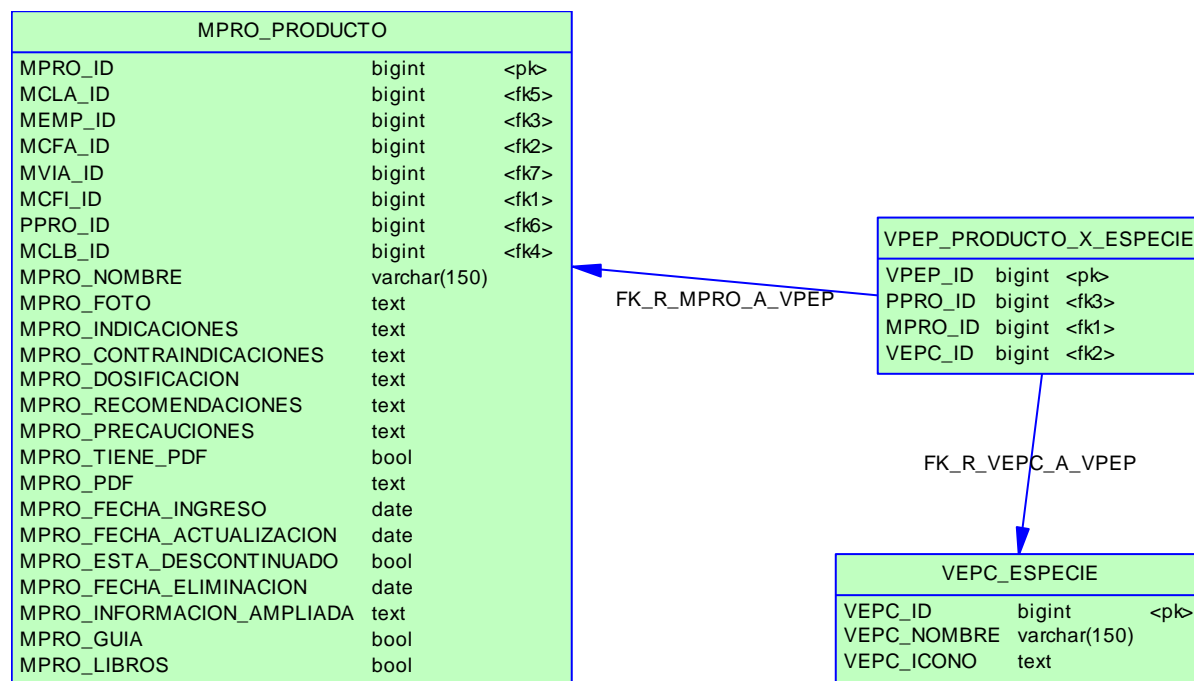 MPRO_PRODUCTO
MPRO_ID bigint <pk>
MCLA_ID bigint <fk5>
MEMP_ID bigint <fk3>
MCFA_ID bigint <fk2>
MVIA_ID bigint <fk7>
MCFI_ID bigint <fk1>
PPRO_ID bigint <fk6>
MCLB_ID bigint <fk4>
MPRO_NOMBRE varchar(150)
MPRO_FOTO text
MPRO_INDICACIONES text
MPRO_CONTRAINDICACIONES text
MPRO_DOSIFICACION text
MPRO_RECOMENDACIONES text
MPRO_PRECAUCIONES text
MPRO_TIENE_PDF bool
MPRO_PDF text
MPRO_FECHA_INGRESO date
MPRO_FECHA_ACTUALIZACION date
MPRO_ESTA_DESCONTINUADO bool
MPRO_FECHA_ELIMINACION date
MPRO_INFORMACION_AMPLIADA text
MPRO_GUIA bool
MPRO_LIBROS bool
FK_R_MPRO_A_VPEP
VPEP_PRODUCTO_X_ESPECIE
VPEP_ID bigint <pk>
PPRO_ID bigint <fk3>
MPRO_ID bigint <fk1>
VEPC_ID bigint <fk2>
FK_R_VEPC_A_VPEP
VEPC_ESPECIE
VEPC_ID bigint <pk>
VEPC_NOMBRE varchar(150)
VEPC_ICONO text